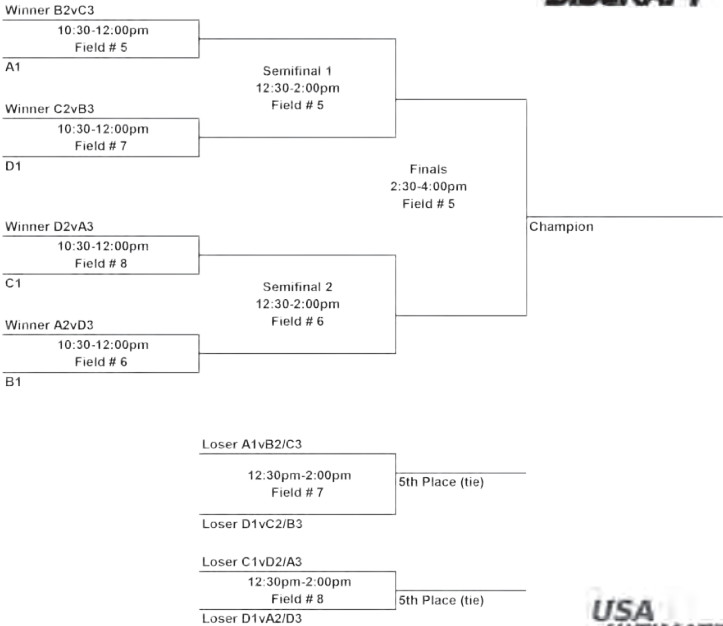 Winner B2vC3
10:30-12:00pm
Field # 5
A1
Semifinal 1
12:30-2:00pm
Field # 5
Winner C2vB3
10:30-12:00pm
Field # 7
D1
Finals
2:30-4:00pm
Field # 5
Champion
Winner D2vA3
10:30-12:00pm
Field # 8
C1
Semifinal 2
12:30-2:00pm
Field # 6
Winner A2vD3
10:30-12:00pm
Field # 6
B1
Loser A1vB2/C3
12:30pm-2:00pm
Field # 7
5th Place (tie)
Loser D1vC2/B3
Loser C1vD2/A3
12:30pm-2:00pm
Field # 8
5th Place (tie)
Loser D1vA2/D3
USA